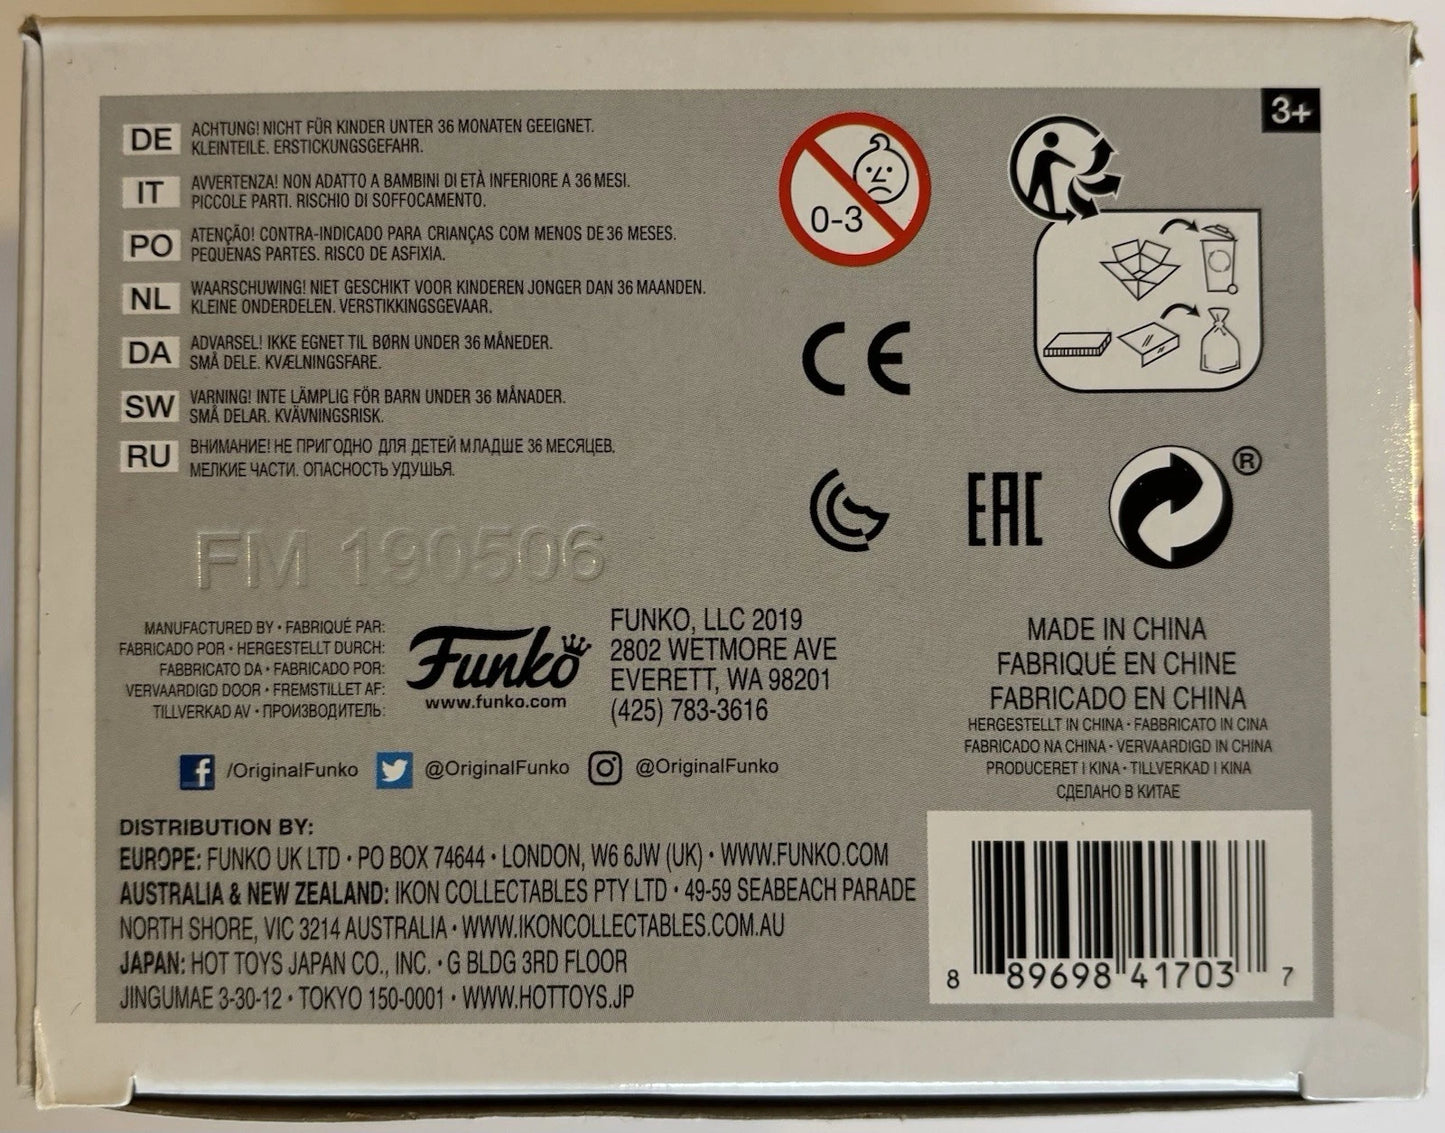 3+
DE ACHTUNG! NICHT FÜR KINDER UNTER 36 MONATEN GEEIGNET.
KLEINTEILE. ERSTICKUNGSGEFAHR.
IT AVVERTENZA! NON ADATTO A BAMBINI DI ETÀ INFERIORE A 36 MESI.
PICCOLE PARTI. RISCHIO DI SOFFOCAMENTO.
PO ATENÇÃO! CONTRA-INDICADO PARA CRIANÇAS COM MENOS DE 36 MESES.
PEQUENAS PARTES. RISCO DE ASFIXIA.
NL WAARSCHUWING! NIET GESCHIKT VOOR KINDEREN JONGER DAN 36 MAANDEN.
KLEINE ONDERDELEN. VERSTIKKINGSGEVAAR.
DA ADVARSEL! IKKE EGNET TIL BØRN UNDER 36 MÅNEDER.
SMÅ DELE. KVÆLNINGSFARE.
SW VARNING! INTE LÄMPLIG FÖR BARN UNDER 36 MÅNADER.
SMÅ DELAR. KVÄVNINGSRISK.
RU ВНИМАНИЕ! НЕ ПРИГОДНО ДЛЯ ДЕТЕЙ МЛАДШЕ 36 МЕСЯЦЕВ.
МЕЛКИЕ ЧАСТИ. ОПАСНОСТЬ УДУШЬЯ.
0-3
CE
EAC
®
FM 190506
MANUFACTURED BY • FABRIQUÉ PAR:
FABRICADO POR • HERGESTELLT DURCH:
FABBRICATO DA • FABRICADO POR:
VERVAARDIGD DOOR • FREMSTILLET AF:
TILLVERKAD AV • ПРОИЗВОДИТЕЛЬ:
Funko
www.funko.com
FUNKO, LLC 2019
2802 WETMORE AVE
EVERETT, WA 98201
(425) 783-3616
MADE IN CHINA
FABRIQUÉ EN CHINE
FABRICADO EN CHINA
HERGESTELLT IN CHINA • FABBRICATO IN CINA
FABRICADO NA CHINA • VERVAARDIGD IN CHINA
PRODUCERET I KINA • TILLVERKAD I KINA
СДЕЛАНО В КИТАЕ
f /OriginalFunko @OriginalFunko @OriginalFunko
DISTRIBUTION BY:
EUROPE: FUNKO UK LTD • PO BOX 74644 • LONDON, W6 6JW (UK) • WWW.FUNKO.COM
AUSTRALIA & NEW ZEALAND: IKON COLLECTABLES PTY LTD • 49-59 SEABEACH PARADE
NORTH SHORE, VIC 3214 AUSTRALIA • WWW.IKONCOLLECTABLES.COM.AU
JAPAN: HOT TOYS JAPAN CO., INC. • G BLDG 3RD FLOOR
JINGUMAE 3-30-12 • TOKYO 150-0001 • WWW.HOTTOYS.JP
8 89698 41703 7